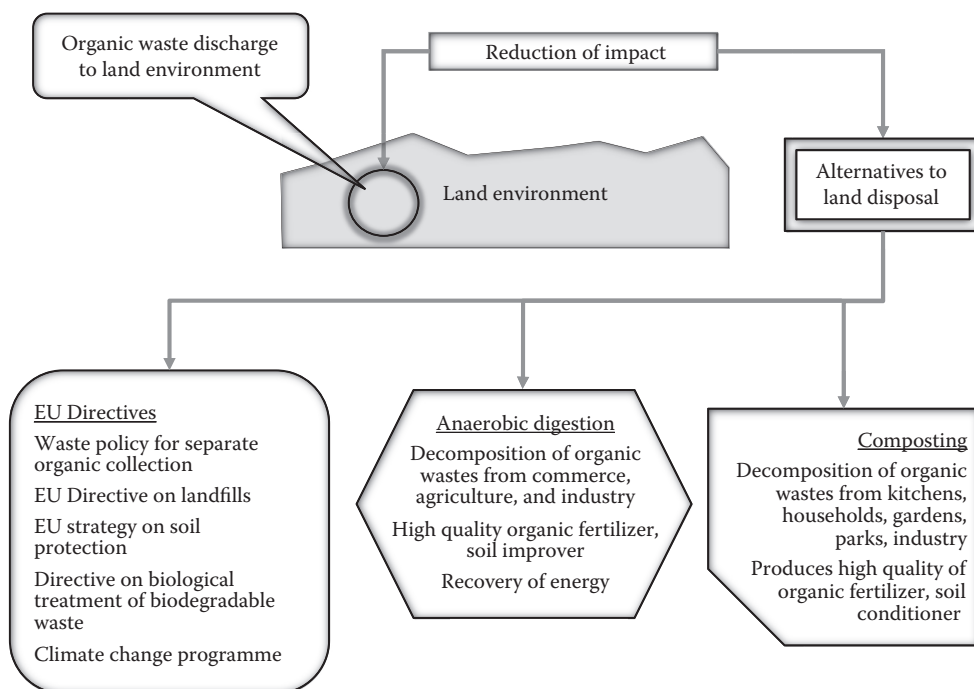 Organic waste discharge
to land environment
Reduction of impact
Land environment
Alternatives to
land disposal
EU Directives
Waste policy for separate
organic collection
EU Directive on landfills
EU strategy on soil
protection
Directive on biological
treatment of biodegradable
waste
Climate change programme
Anaerobic digestion
Decomposition of organic
wastes from commerce,
agriculture, and industry
High quality organic fertilizer,
soil improver
Recovery of energy
Composting
Decomposition of organic
wastes from kitchens,
households, gardens,
parks, industry
Produces high quality of
organic fertilizer, soil
conditioner